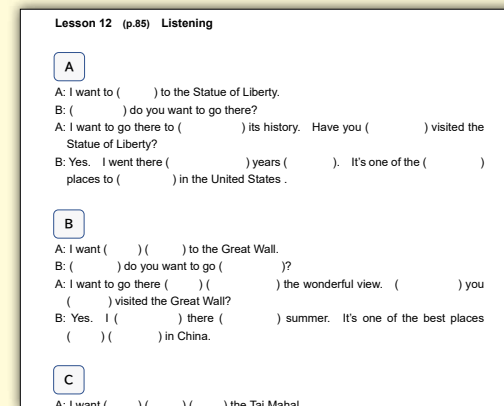 Lesson 12 (p.85) Listening
A
A: I want to ( ) to the Statue of Liberty.
B: ( ) do you want to go there?
A: I want to go there to ( ) its history. Have you ( ) visited the
Statue of Liberty?
B: Yes. I went there ( ) years ( ). It's one of the ( )
places to ( ) in the United States .
B
A: I want ( ) ( ) to the Great Wall.
B: ( ) do you want to go ( )?
A: I want to go there ( ) ( ) the wonderful view. ( ) you
( ) visited the Great Wall?
B: Yes. I ( ) there ( ) summer. It's one of the best places
( ) ( ) in China.
C
A: I want ( ) ( ) ( ) the Taj Mahal.